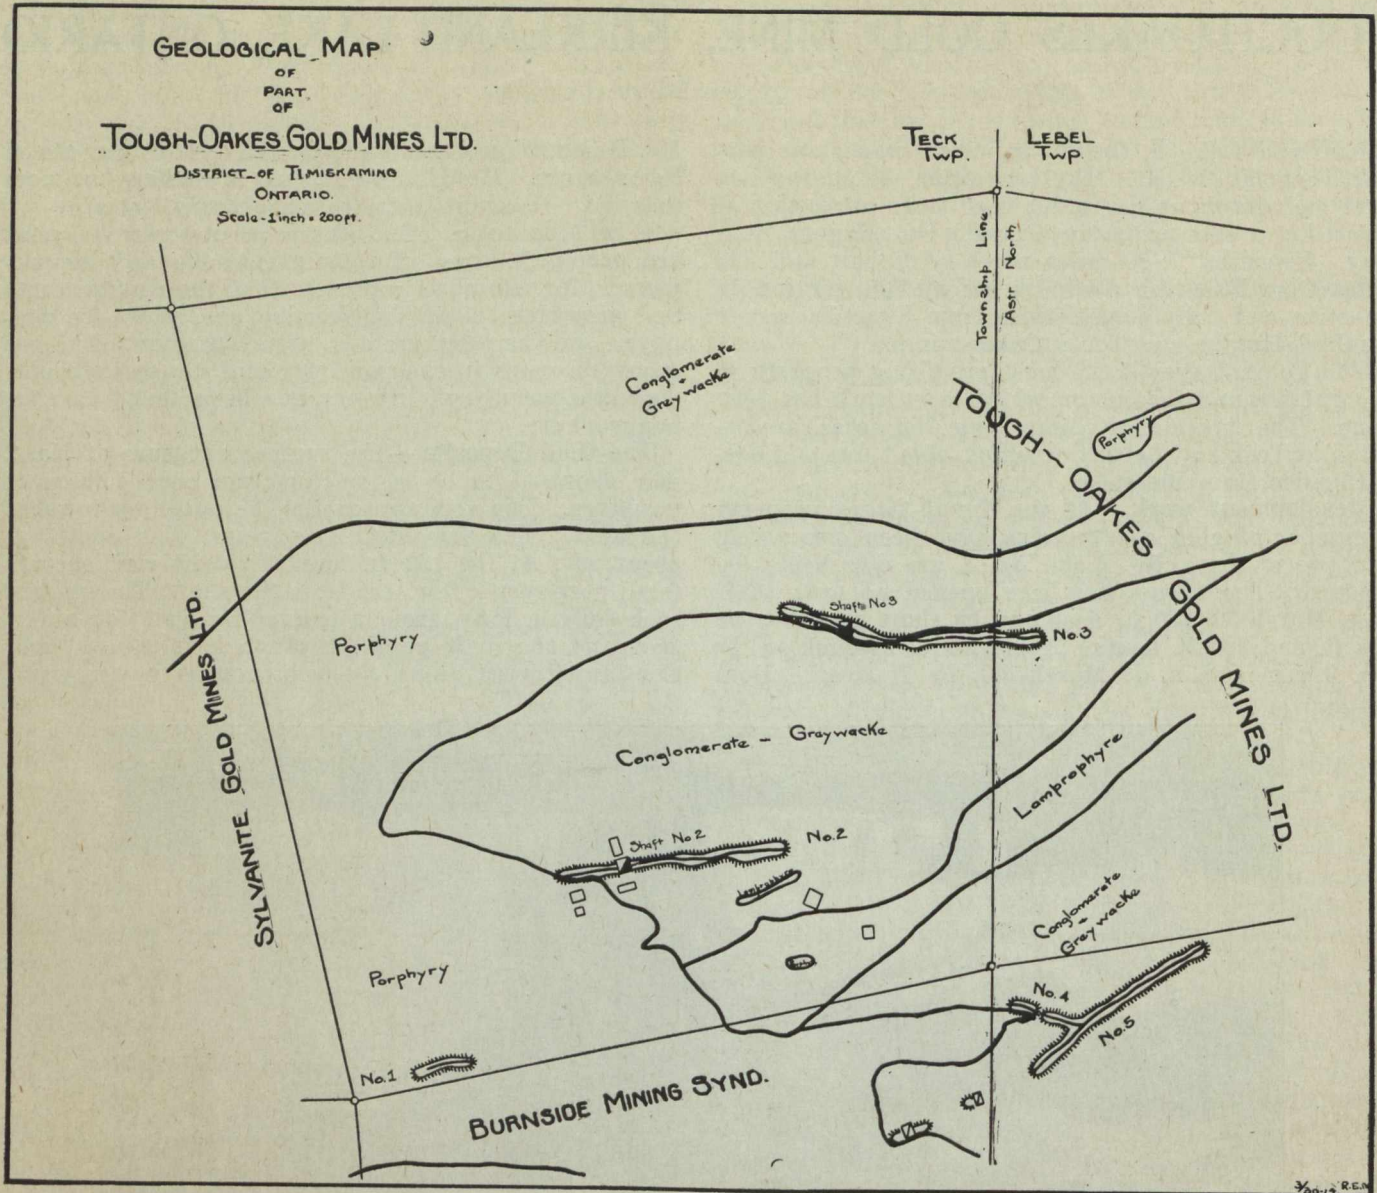 GEOLOGICAL MAP
OF
PART
OF
TOUGH-OAKES GOLD MINES LTD.
DISTRICT OF TIMISKAMING
ONTARIO.
Scale - 1 inch = 200 ft.
TECK
TWP.
LEBEL
TWP.
Township Line
Astr North
Conglomerate
+
Greywacke
TOUGH - OAKES GOLD MINES LTD.
Porphyry
SYLVANITE GOLD MINES LTD.
Porphyry
Shaft No 3
No.3
Conglomerate - Graywacke
Lamprophyre
Shaft No 2
No.2
Lamprophyre
Conglomerate
+
Greywacke
Porphyry
No.4
No.5
No.1
BURNSIDE MINING SYND.
R.E.